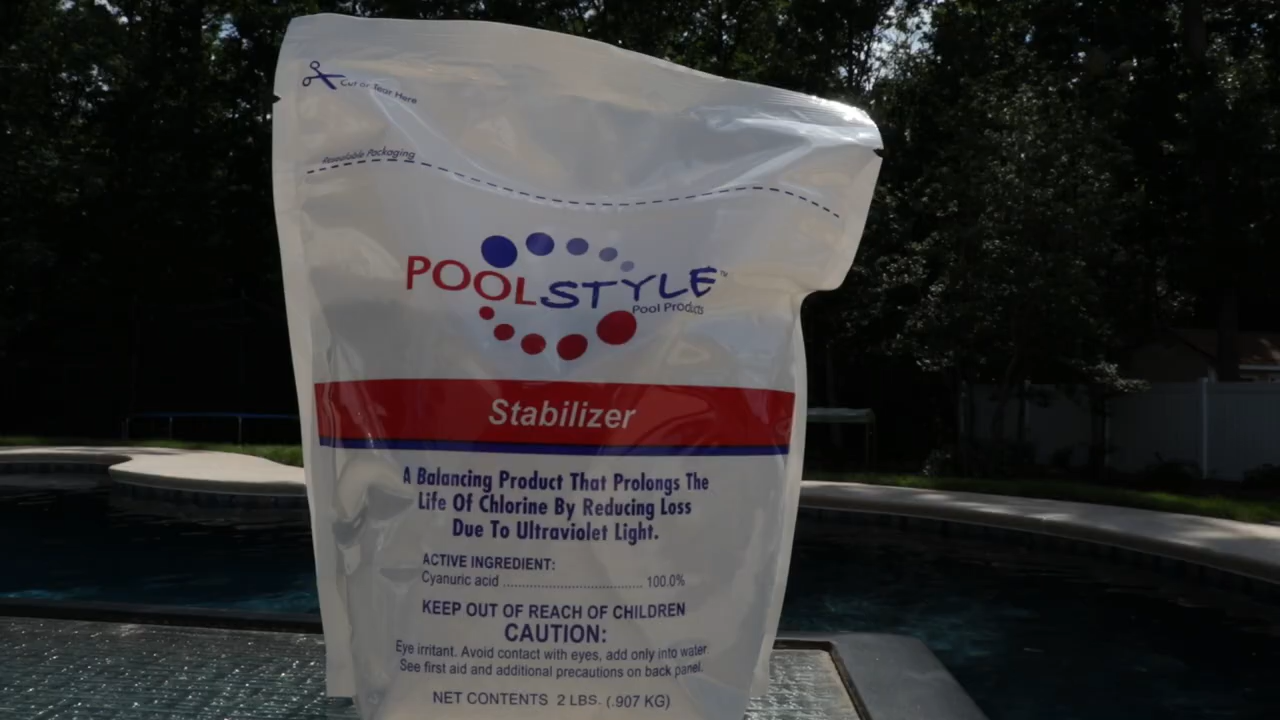 Cut or Tear Here
Resealable Packaging
POOLSTYLE™
Pool Products
Stabilizer
A Balancing Product That Prolongs The
Life Of Chlorine By Reducing Loss
Due To Ultraviolet Light.
ACTIVE INGREDIENT:
Cyanuric acid ................................ 100.0%
KEEP OUT OF REACH OF CHILDREN
CAUTION:
Eye irritant. Avoid contact with eyes, add only into water.
See first aid and additional precautions on back panel.
NET CONTENTS 2 LBS. (.907 KG)